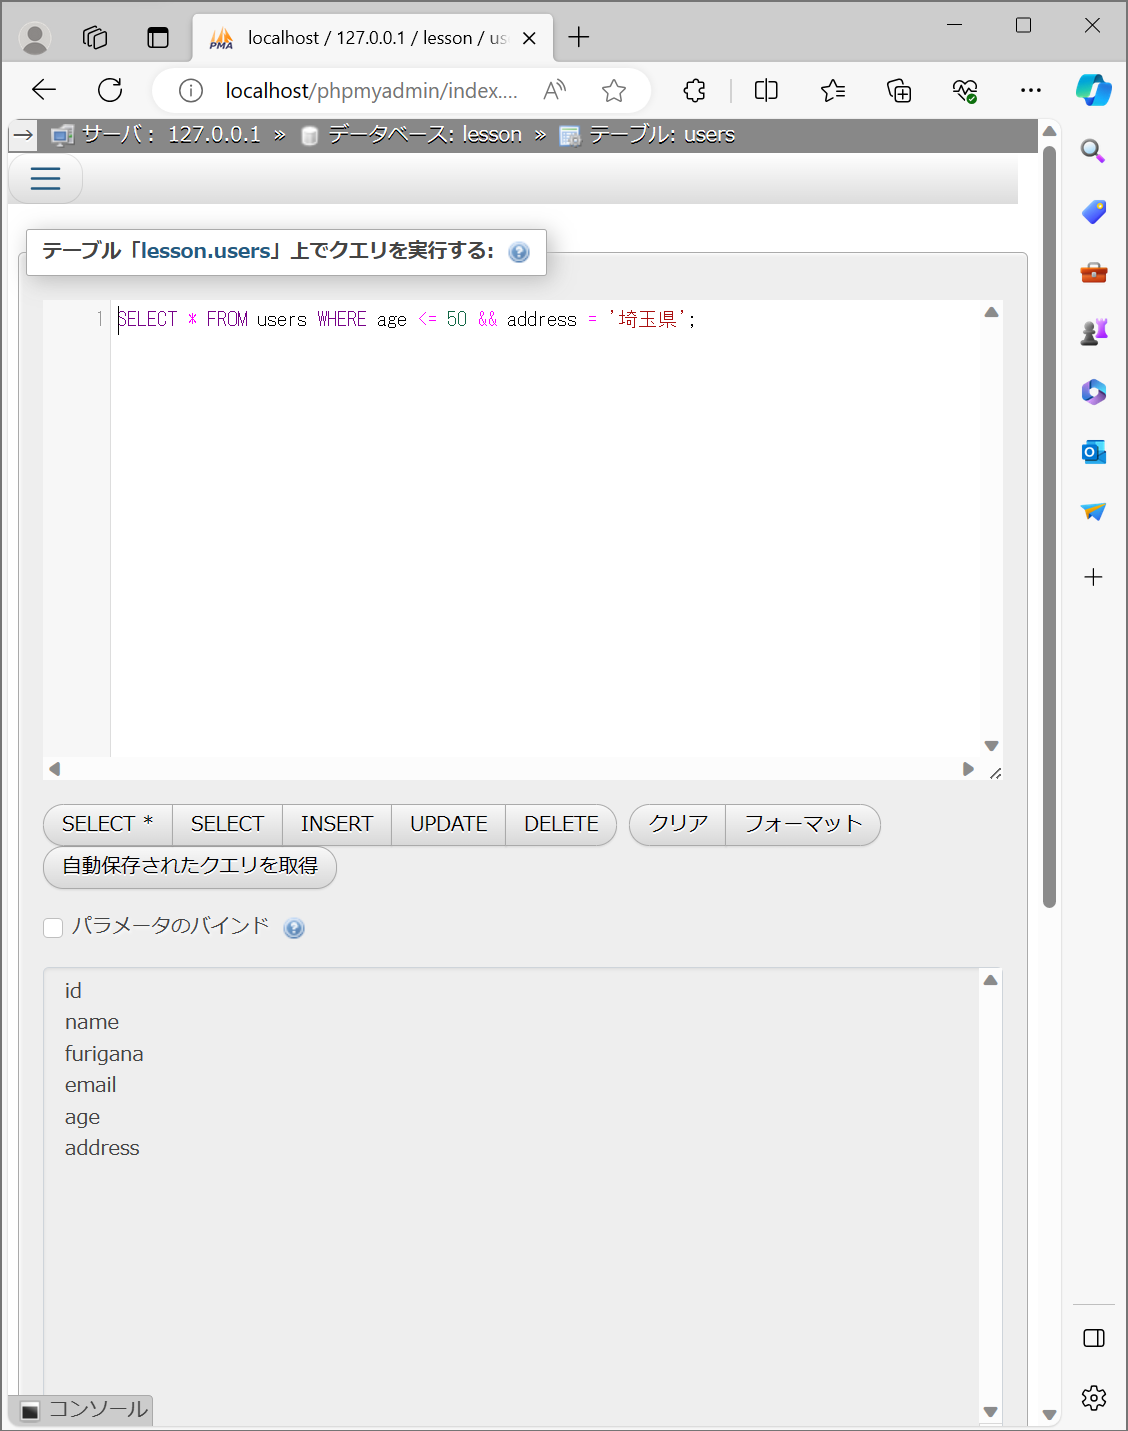 PMA localhost / 127.0.0.1 / lesson / us
localhost/phpmyadmin/index....
サーバ： 127.0.0.1 » データベース: lesson » テーブル: users
テーブル「lesson.users」上でクエリを実行する:
1 SELECT * FROM users WHERE age <= 50 && address = '埼玉県';
SELECT * SELECT INSERT UPDATE DELETE クリア フォーマット
自動保存されたクエリを取得
パラメータのバインド
id
name
furigana
email
age
address
コンソール